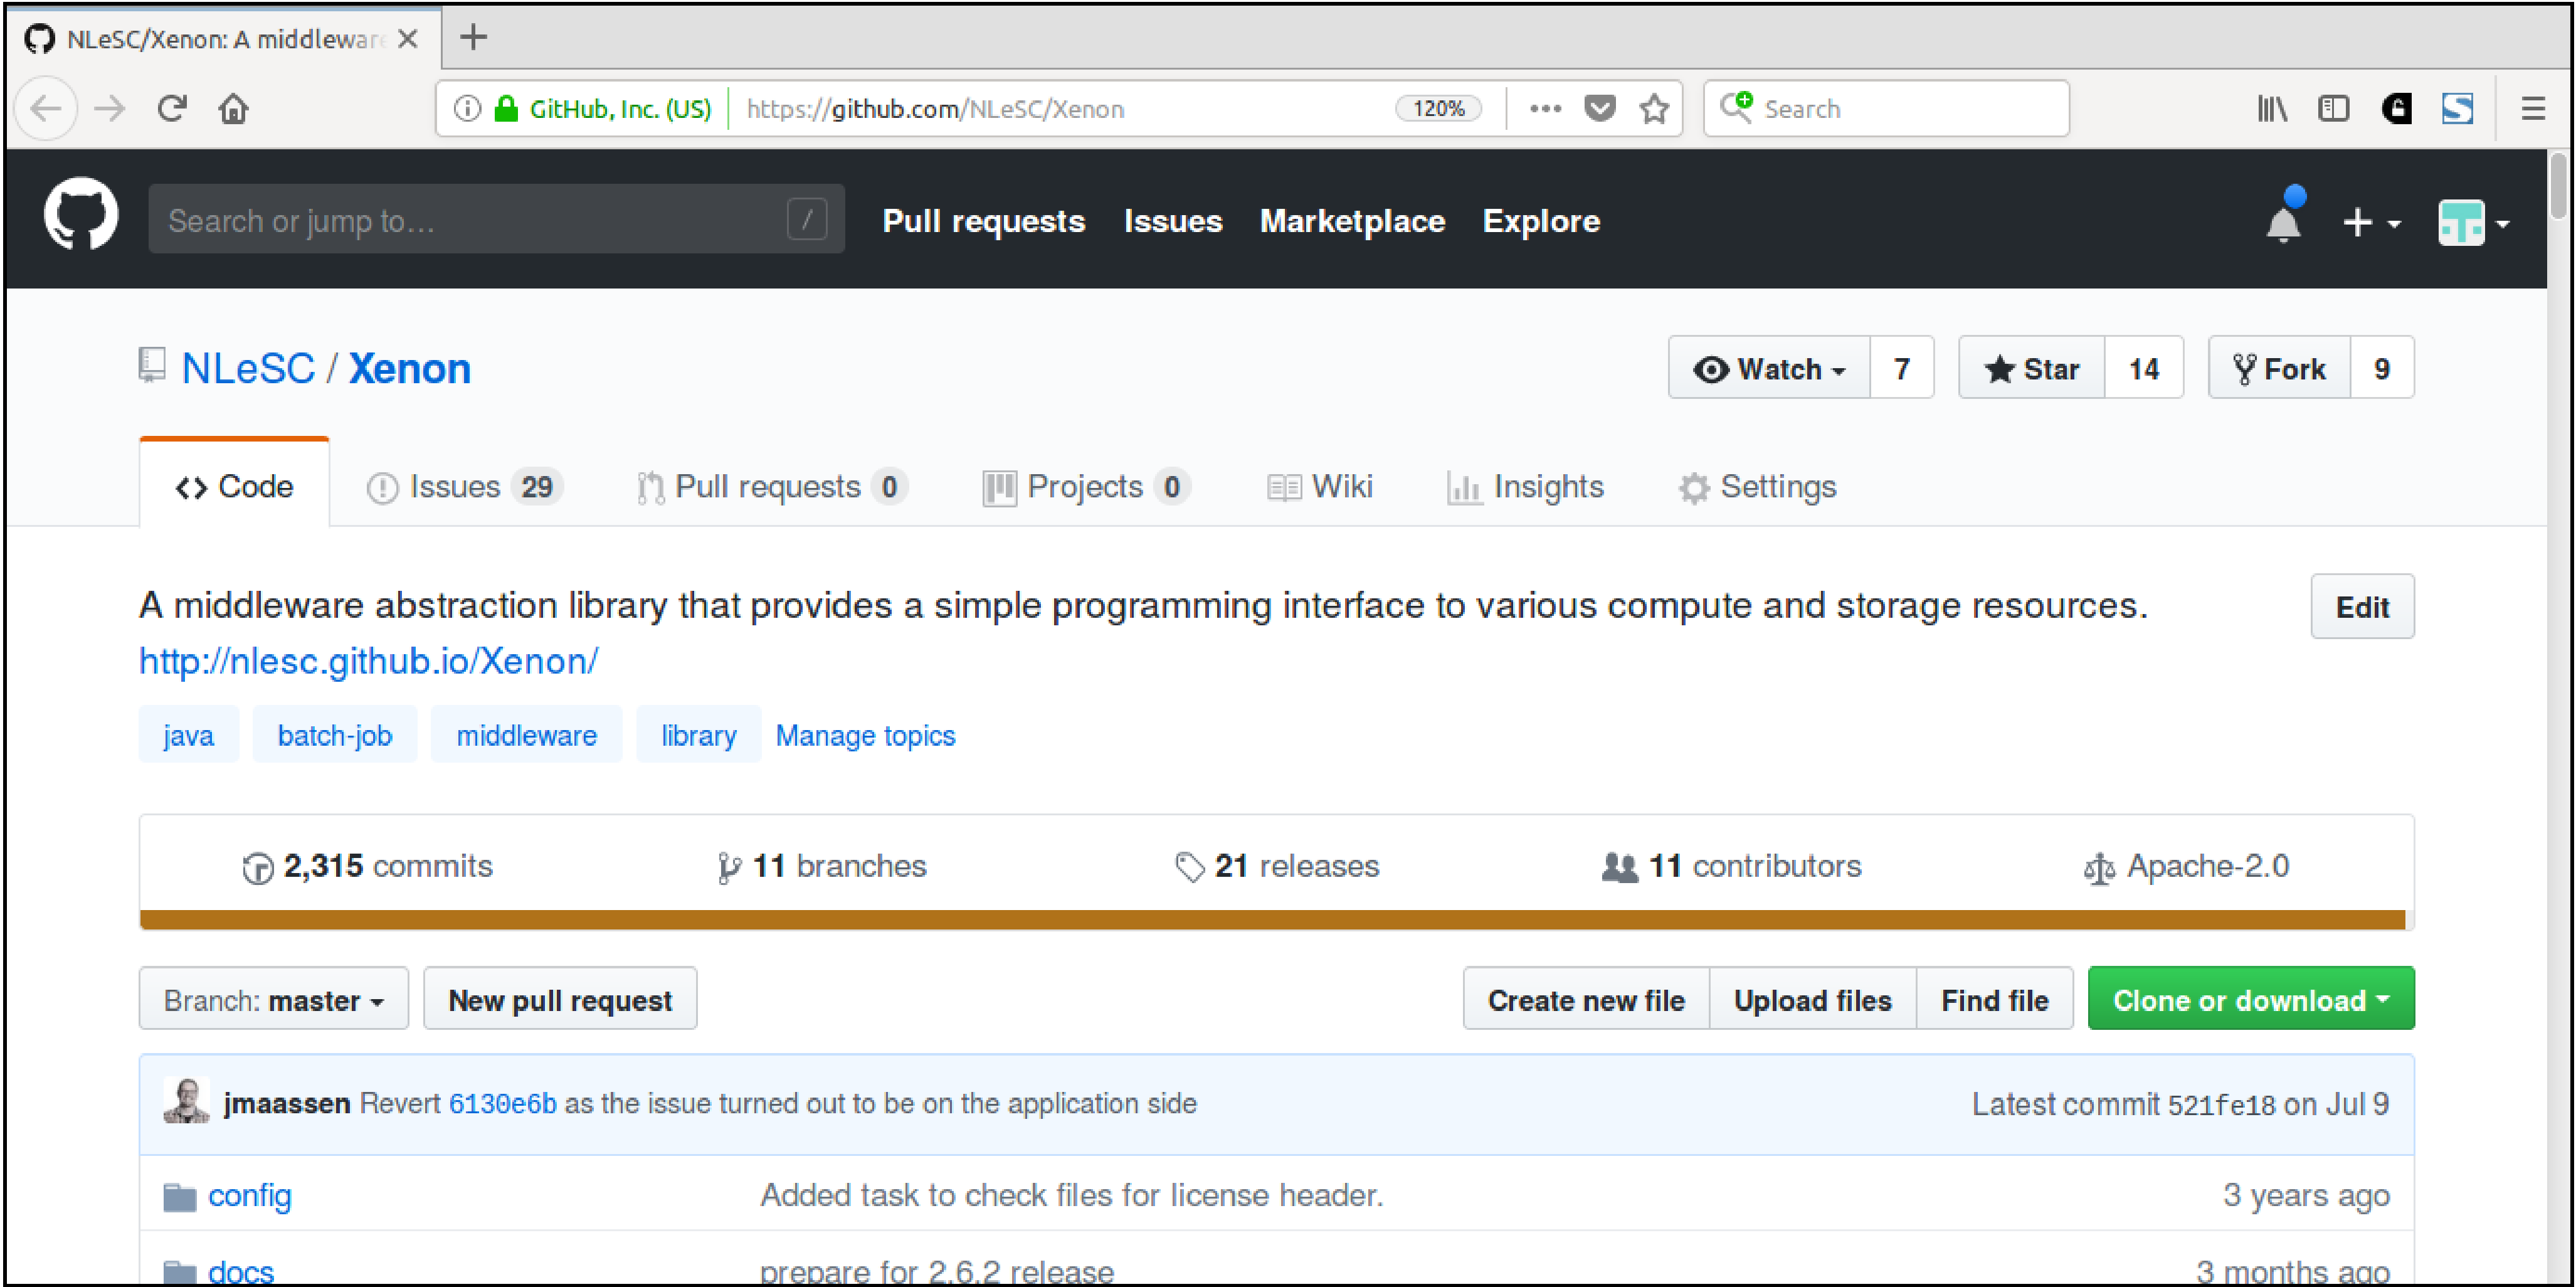 NLeSC/Xenon: A middleware
GitHub, Inc. (US) https://github.com/NLeSC/Xenon 120% Search
Search or jump to… / Pull requests Issues Marketplace Explore
NLeSC / Xenon Watch 7 Star 14 Fork 9
Code Issues 29 Pull requests 0 Projects 0 Wiki Insights Settings
A middleware abstraction library that provides a simple programming interface to various compute and storage resources. Edit
http://nlesc.github.io/Xenon/
java batch-job middleware library Manage topics
2,315 commits 11 branches 21 releases 11 contributors Apache-2.0
Branch: master New pull request Create new file Upload files Find file Clone or download
jmaassen Revert 6130e6b as the issue turned out to be on the application side Latest commit 521fe18 on Jul 9
config Added task to check files for license header. 3 years ago
docs prepare for 2.6.2 release 3 months ago